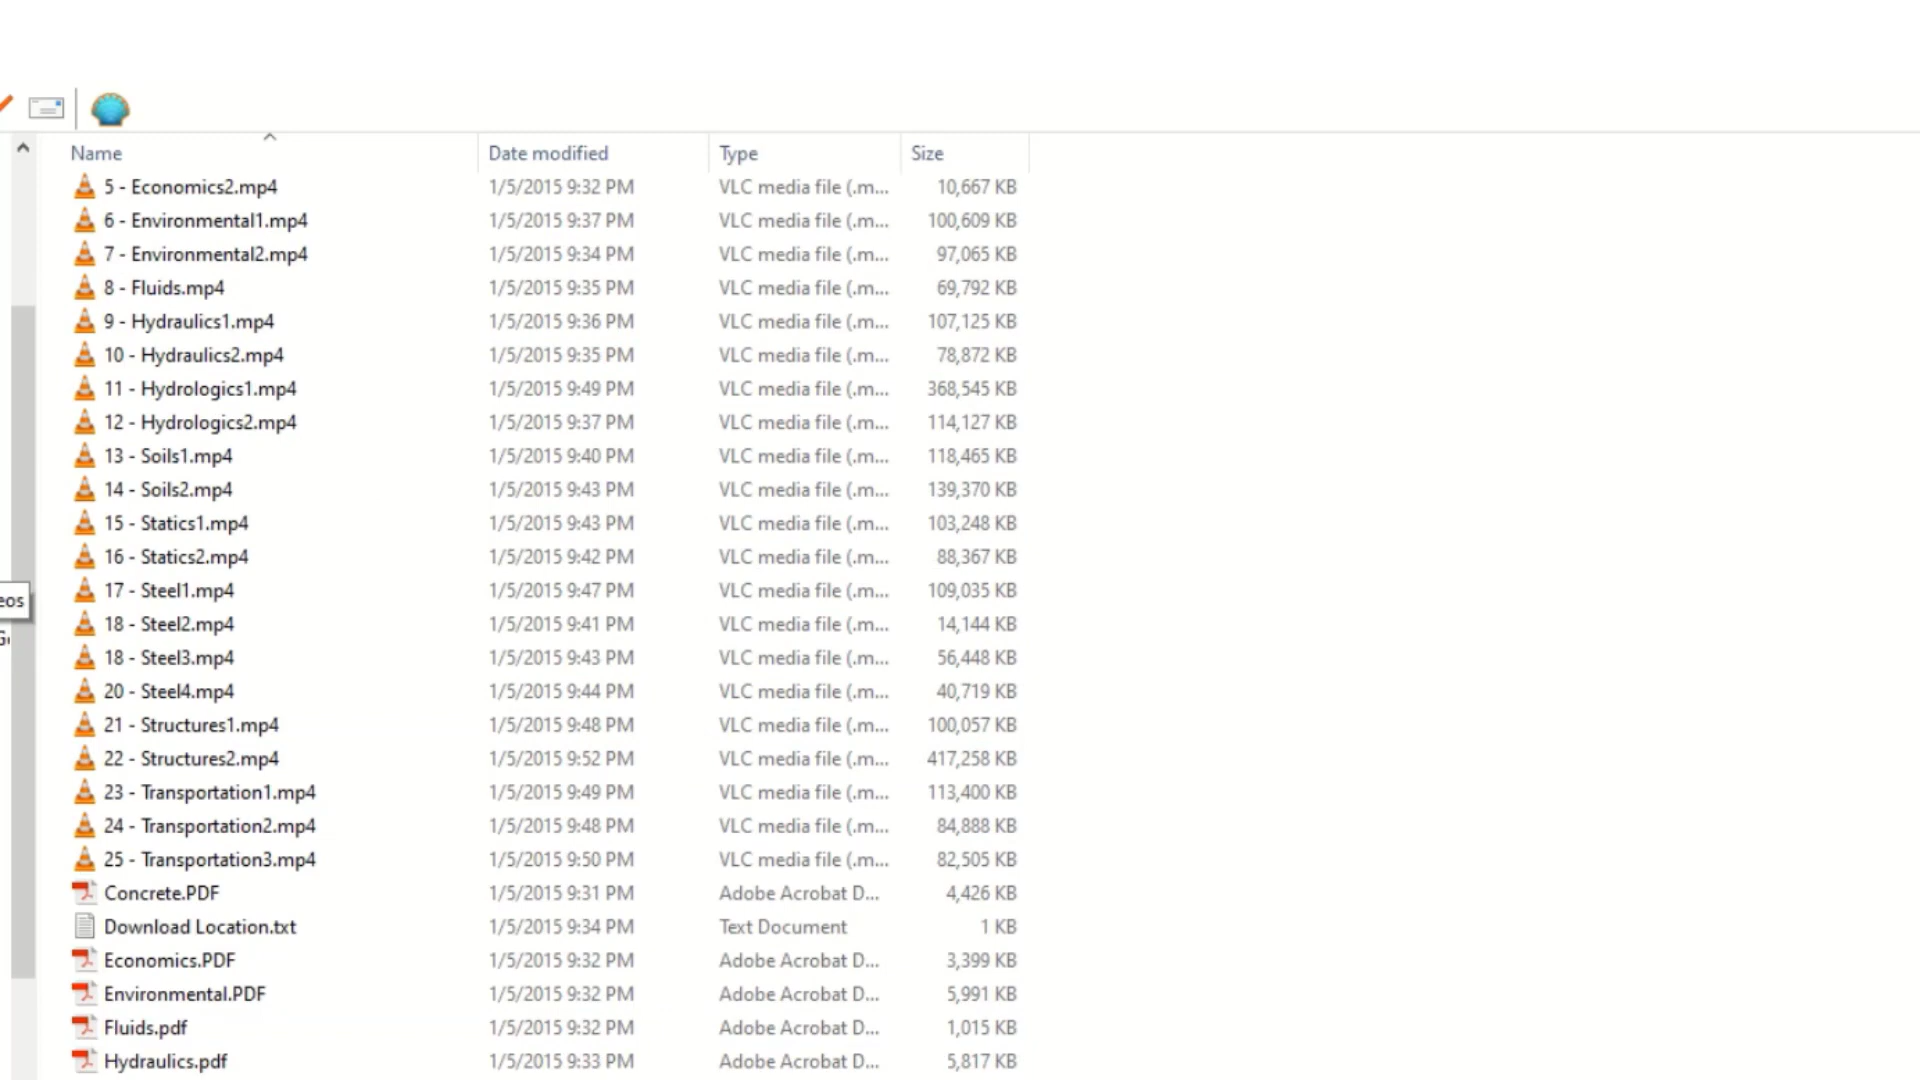 Name Date modified Type Size
5 - Economics2.mp4 1/5/2015 9:32 PM VLC media file (.m... 10,667 KB
6 - Environmental1.mp4 1/5/2015 9:37 PM VLC media file (.m... 100,609 KB
7 - Environmental2.mp4 1/5/2015 9:34 PM VLC media file (.m... 97,065 KB
8 - Fluids.mp4 1/5/2015 9:35 PM VLC media file (.m... 69,792 KB
9 - Hydraulics1.mp4 1/5/2015 9:36 PM VLC media file (.m... 107,125 KB
10 - Hydraulics2.mp4 1/5/2015 9:35 PM VLC media file (.m... 78,872 KB
11 - Hydrologics1.mp4 1/5/2015 9:49 PM VLC media file (.m... 368,545 KB
12 - Hydrologics2.mp4 1/5/2015 9:37 PM VLC media file (.m... 114,127 KB
13 - Soils1.mp4 1/5/2015 9:40 PM VLC media file (.m... 118,465 KB
14 - Soils2.mp4 1/5/2015 9:43 PM VLC media file (.m... 139,370 KB
15 - Statics1.mp4 1/5/2015 9:43 PM VLC media file (.m... 103,248 KB
16 - Statics2.mp4 1/5/2015 9:42 PM VLC media file (.m... 88,367 KB
17 - Steel1.mp4 1/5/2015 9:47 PM VLC media file (.m... 109,035 KB
eos
18 - Steel2.mp4 1/5/2015 9:41 PM VLC media file (.m... 14,144 KB
18 - Steel3.mp4 1/5/2015 9:43 PM VLC media file (.m... 56,448 KB
20 - Steel4.mp4 1/5/2015 9:44 PM VLC media file (.m... 40,719 KB
21 - Structures1.mp4 1/5/2015 9:48 PM VLC media file (.m... 100,057 KB
22 - Structures2.mp4 1/5/2015 9:52 PM VLC media file (.m... 417,258 KB
23 - Transportation1.mp4 1/5/2015 9:49 PM VLC media file (.m... 113,400 KB
24 - Transportation2.mp4 1/5/2015 9:48 PM VLC media file (.m... 84,888 KB
25 - Transportation3.mp4 1/5/2015 9:50 PM VLC media file (.m... 82,505 KB
Concrete.PDF 1/5/2015 9:31 PM Adobe Acrobat D... 4,426 KB
Download Location.txt 1/5/2015 9:34 PM Text Document 1 KB
Economics.PDF 1/5/2015 9:32 PM Adobe Acrobat D... 3,399 KB
Environmental.PDF 1/5/2015 9:32 PM Adobe Acrobat D... 5,991 KB
Fluids.pdf 1/5/2015 9:32 PM Adobe Acrobat D... 1,015 KB
Hydraulics.pdf 1/5/2015 9:33 PM Adobe Acrobat D... 5,817 KB